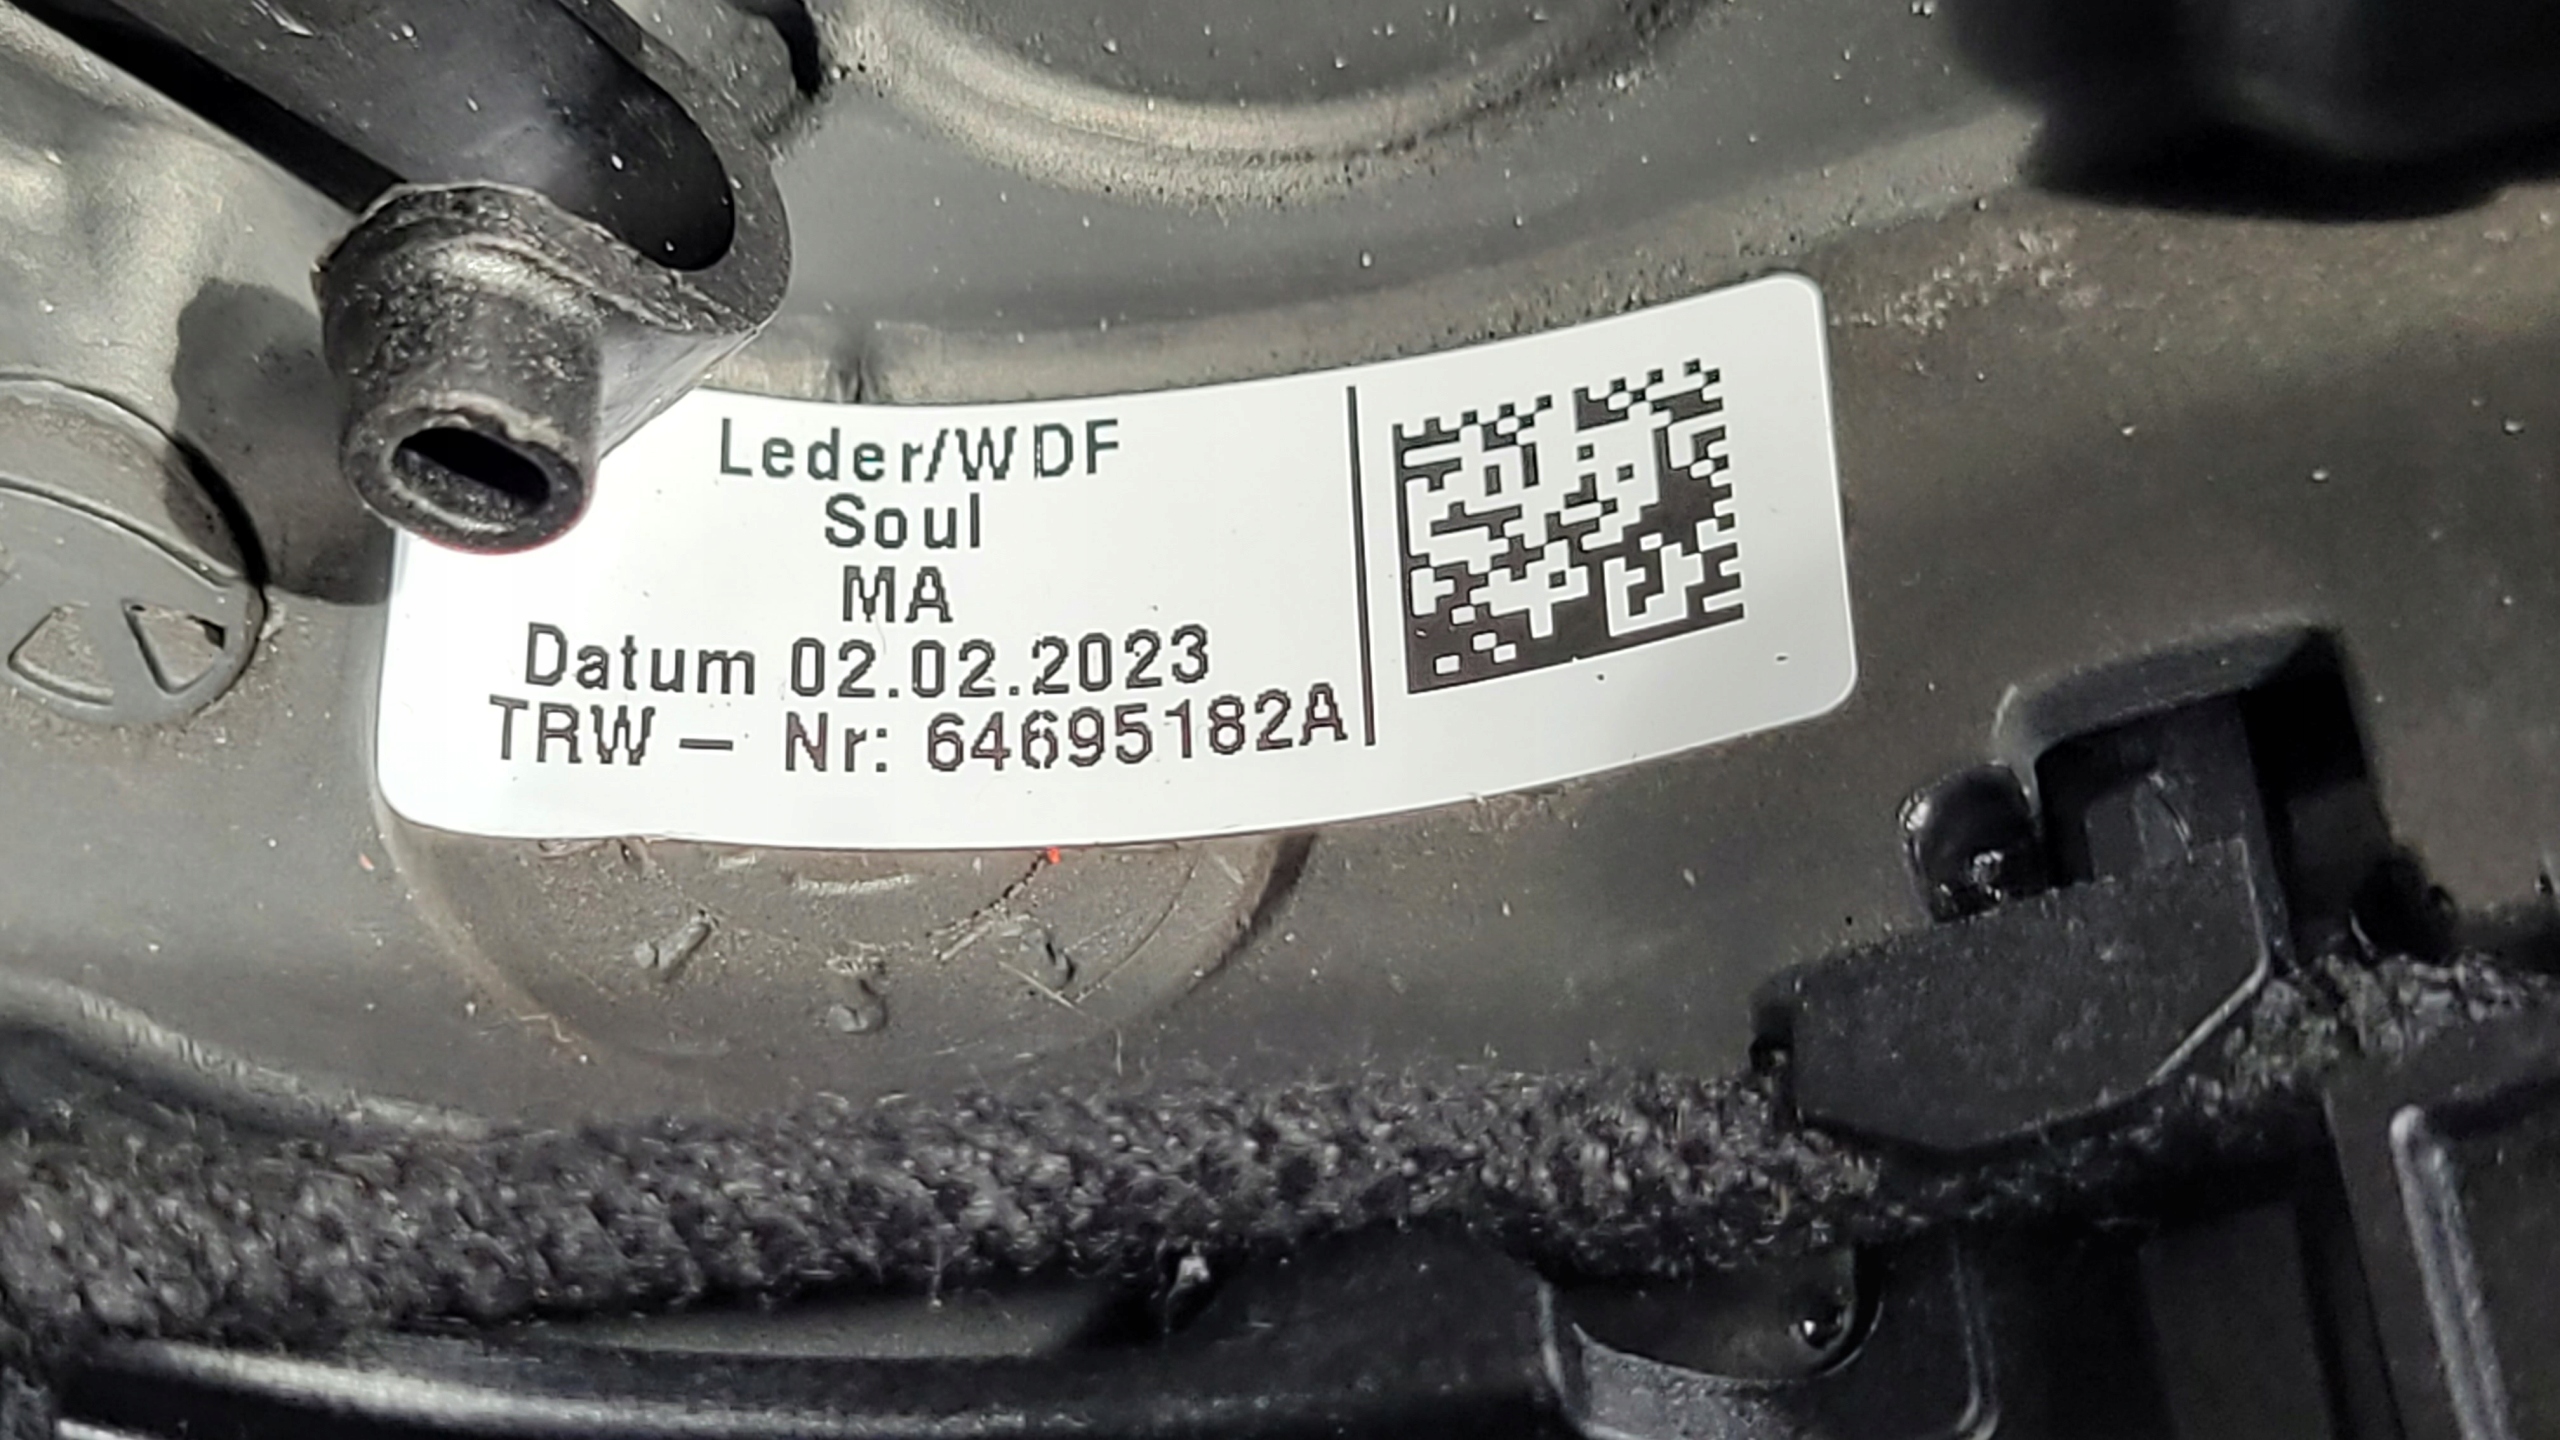 Leder/WDF
Soul
MA
Datum 02.02.2023
TRW – Nr: 64695182A